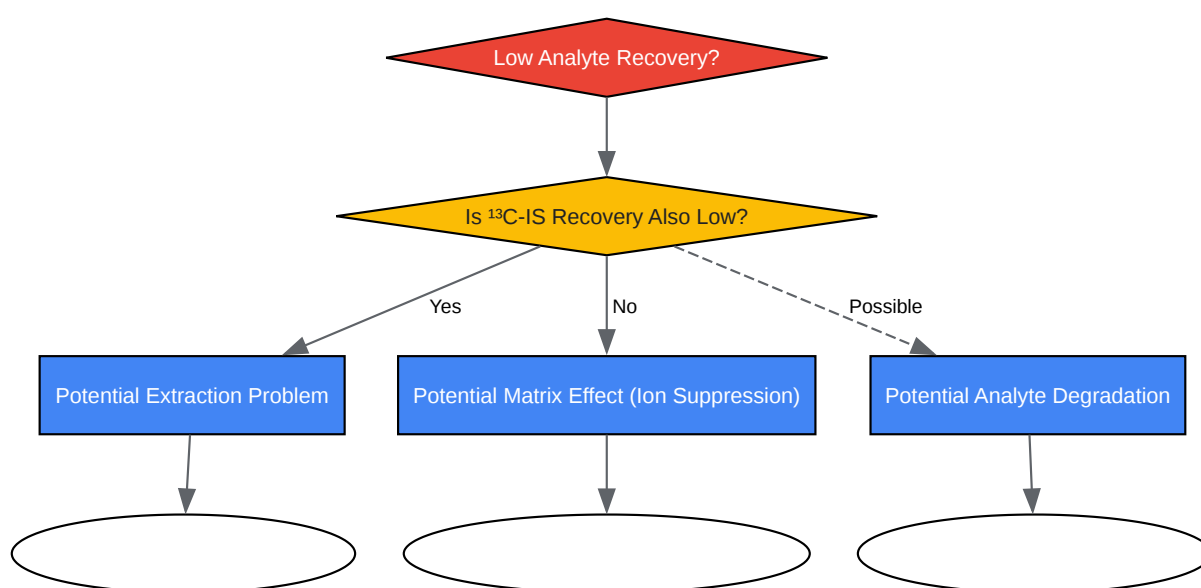 Low Analyte Recovery?
Is ¹³C-IS Recovery Also Low?
Yes
No
Possible
Potential Extraction Problem
Potential Matrix Effect (Ion Suppression)
Potential Analyte Degradation